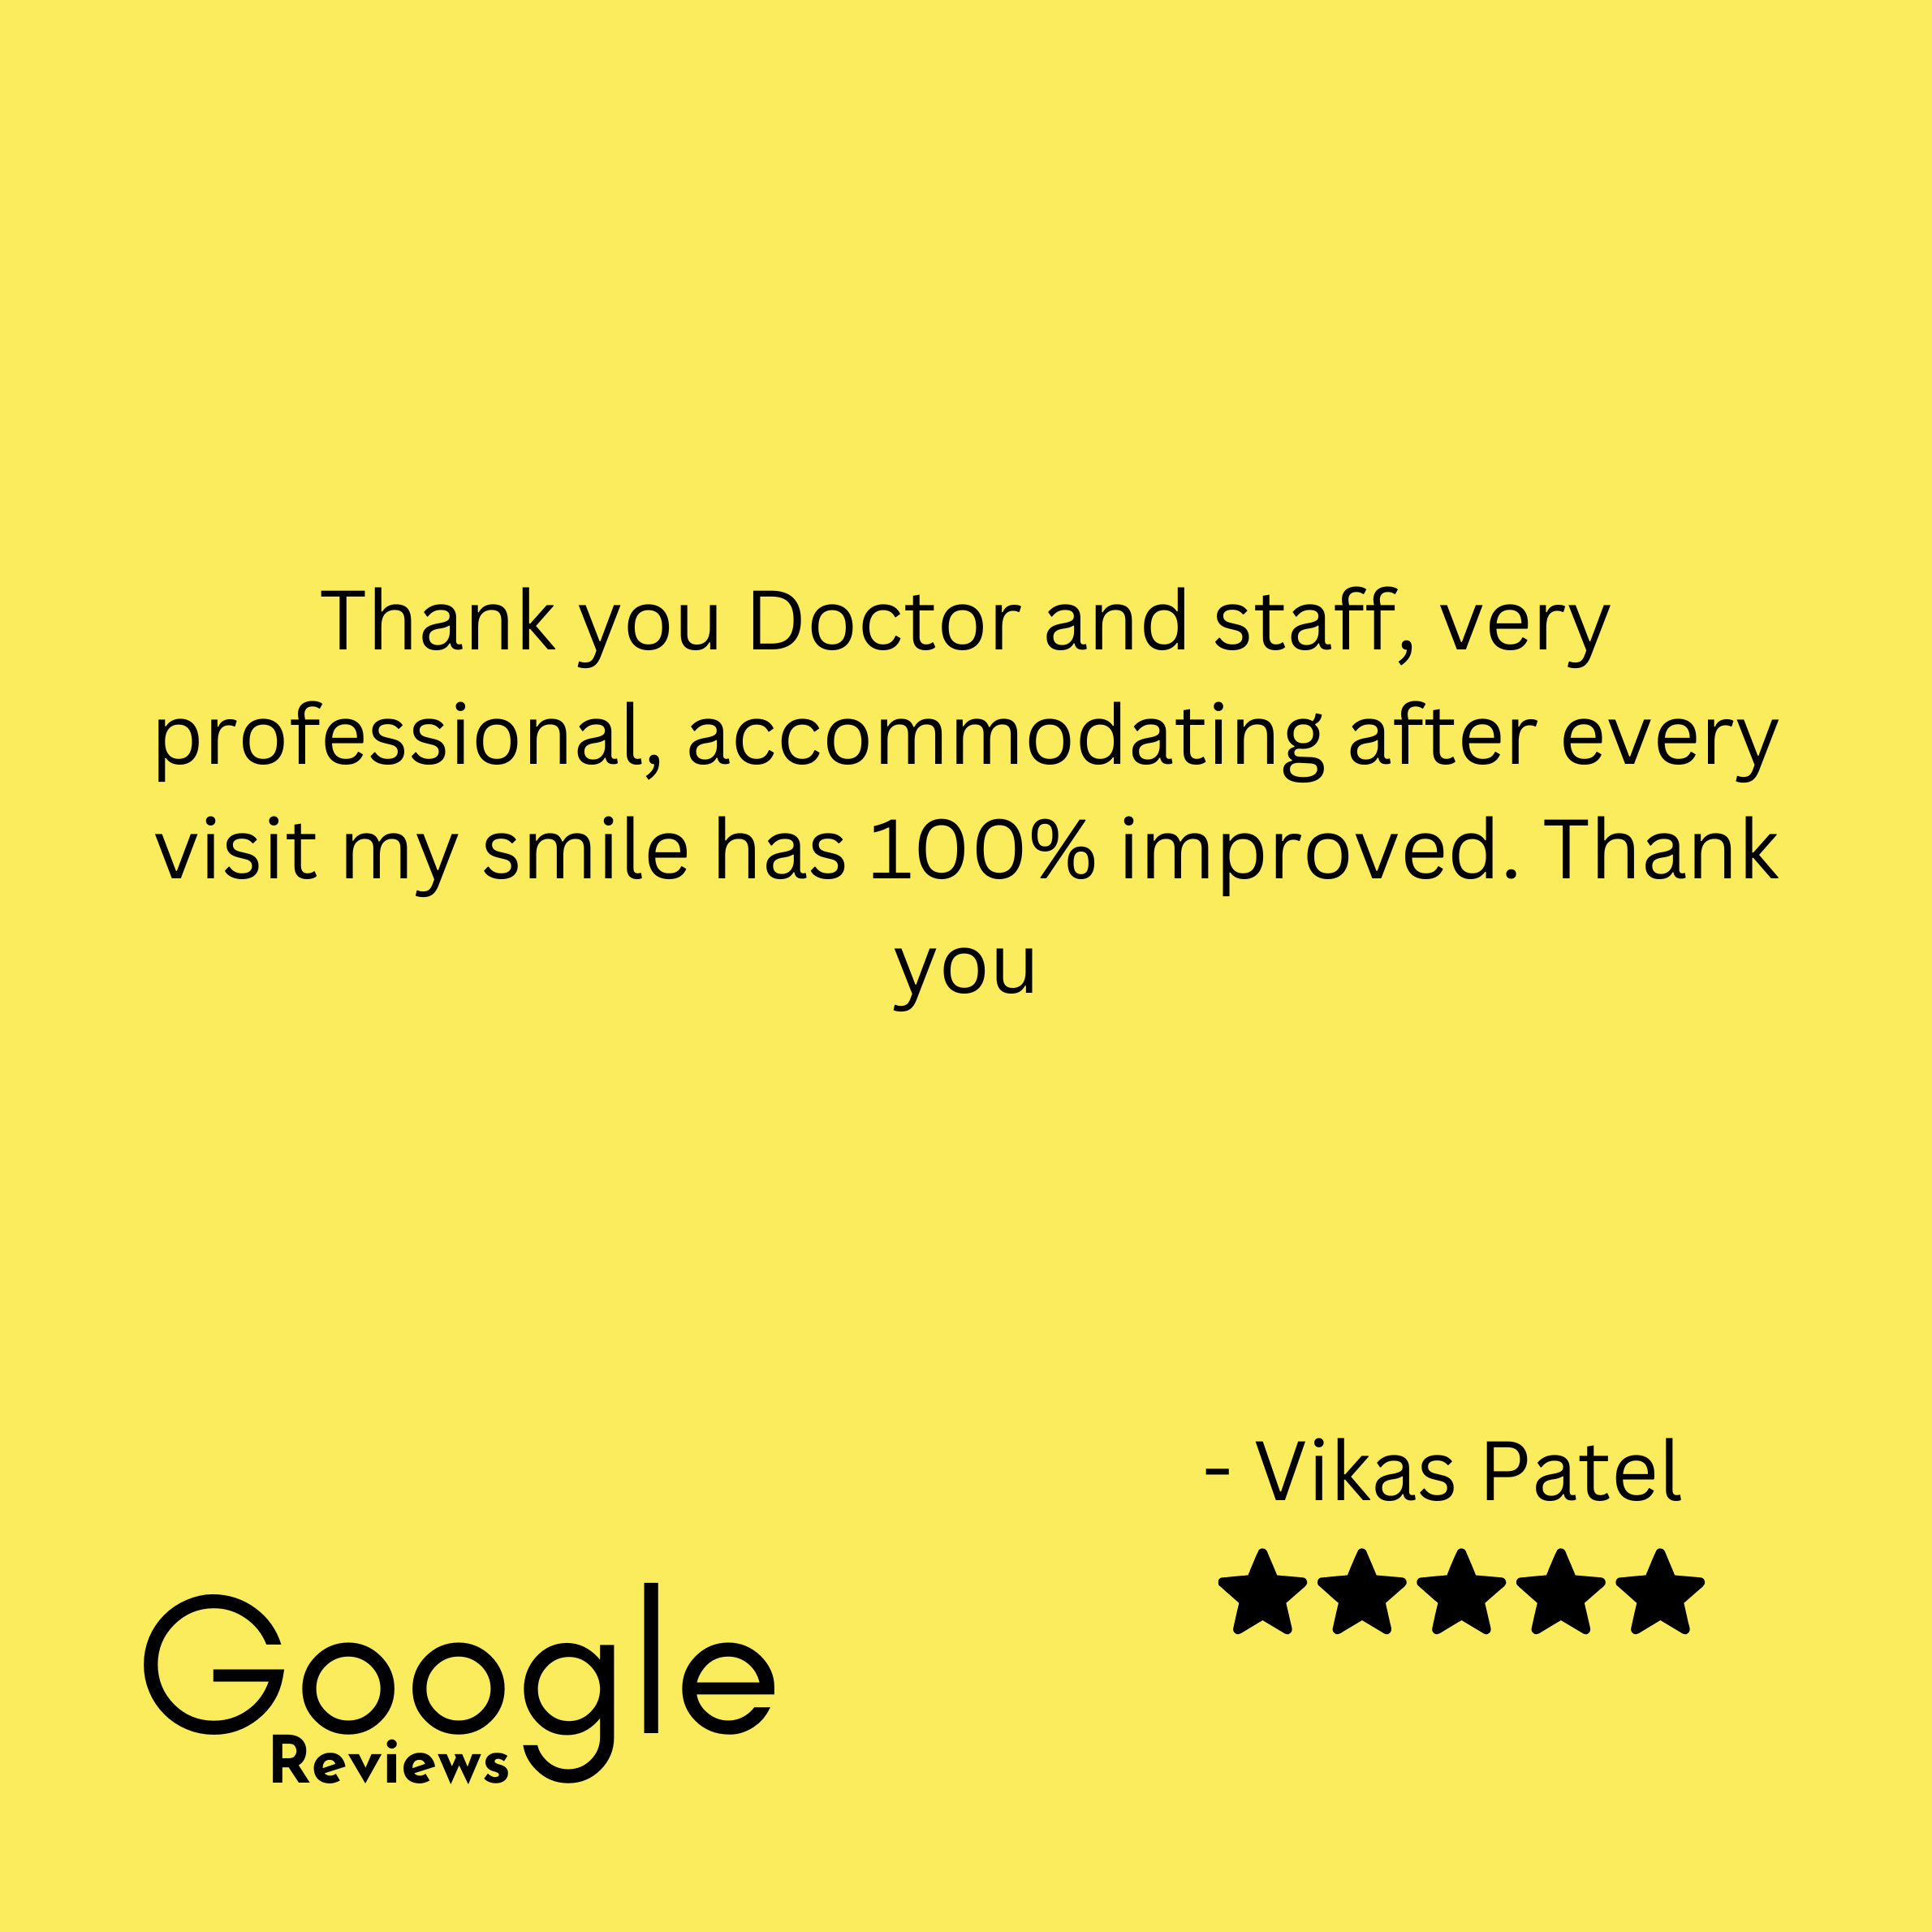 Thank you Doctor and staff, very
professional, accommodating after every
visit my smile has 100% improved. Thank
you
- Vikas Patel
Google
Reviews